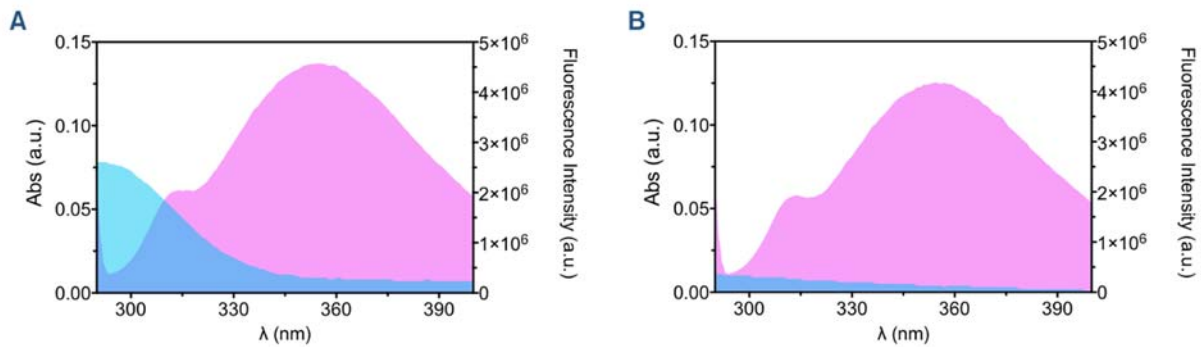 A
0.15
0.10
0.05
0.00
Abs (a.u.)
5×10⁶
4×10⁶
3×10⁶
2×10⁶
1×10⁶
0
Fluorescence Intensity (a.u.)
300 330 360 390
λ (nm)
B
0.15
0.10
0.05
0.00
Abs (a.u.)
5×10⁶
4×10⁶
3×10⁶
2×10⁶
1×10⁶
0
Fluorescence Intensity (a.u.)
300 330 360 390
λ (nm)